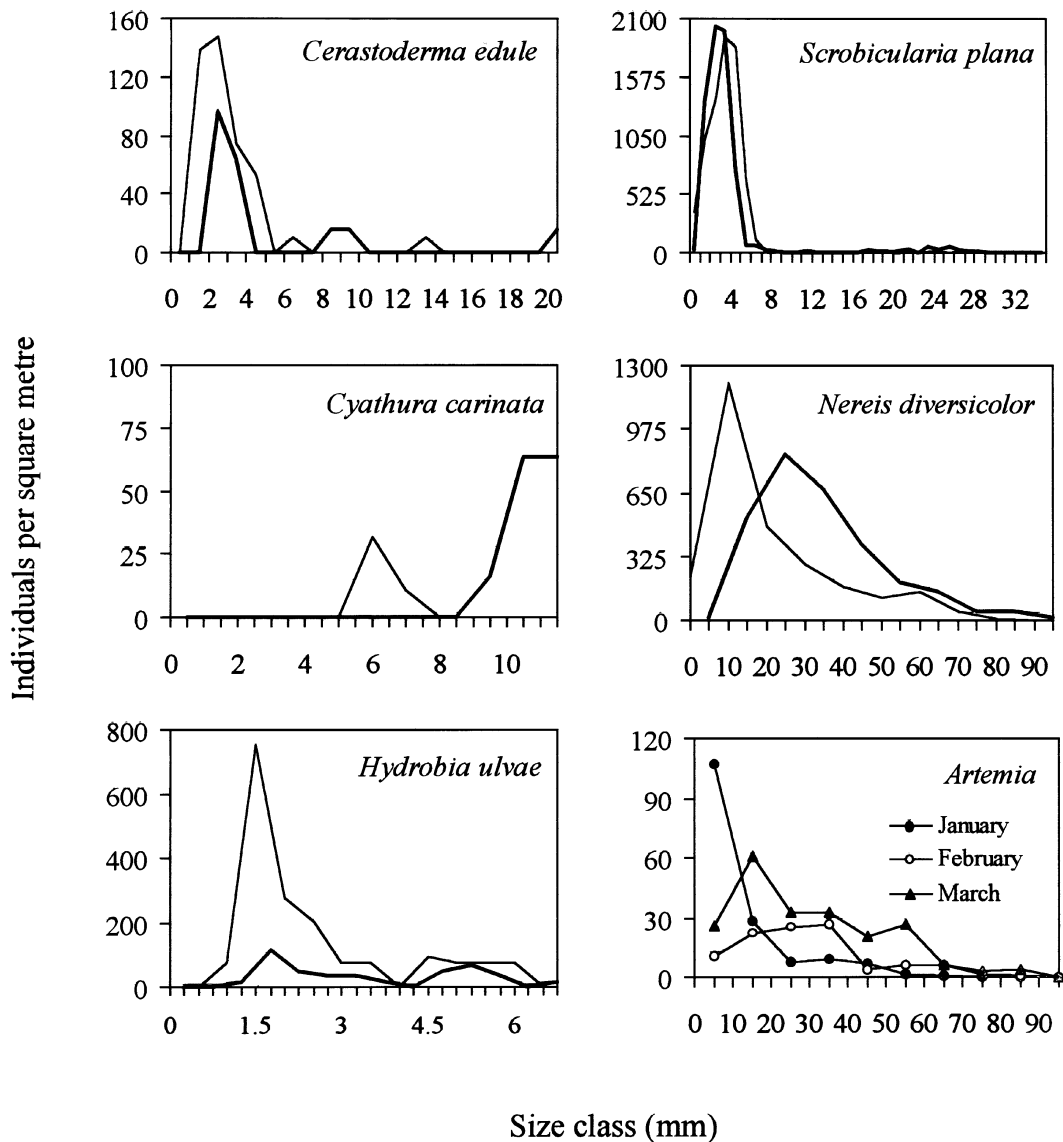 Individuals per square metre
160
120
80
40
0
Cerastoderma edule
0 2 4 6 8 10 12 14 16 18 20
2100
1575
1050
525
0
Scrobicularia plana
0 4 8 12 16 20 24 28 32
100
75
50
25
0
Cyathura carinata
0 2 4 6 8 10
1300
975
650
325
0
Nereis diversicolor
0 10 20 30 40 50 60 70 80 90
800
600
400
200
0
Hydrobia ulvae
0 1.5 3 4.5 6
120
90
60
30
0
Artemia
January
February
March
0 10 20 30 40 50 60 70 80 90
Size class (mm)